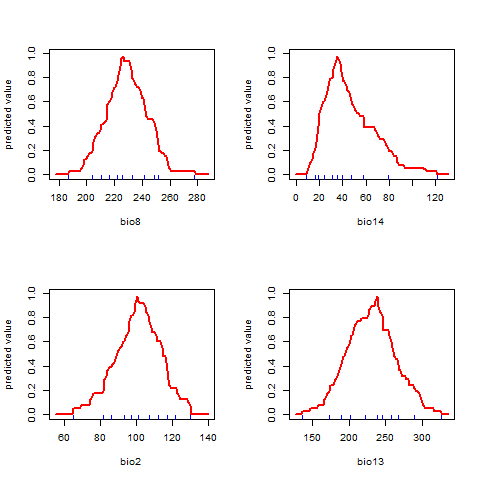 predicted value
0.0 0.2 0.4 0.6 0.8 1.0
180 200 220 240 260 280
bio8
predicted value
0.0 0.2 0.4 0.6 0.8 1.0
0 20 40 60 80 120
bio14
predicted value
0.0 0.2 0.4 0.6 0.8 1.0
60 80 100 120 140
bio2
predicted value
0.0 0.2 0.4 0.6 0.8 1.0
150 200 250 300
bio13